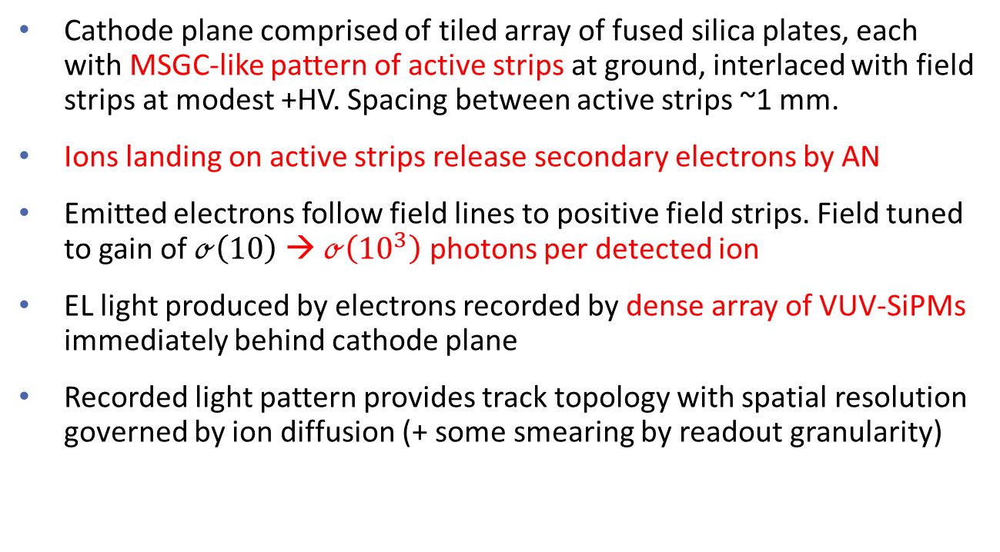 • Cathode plane comprised of tiled array of fused silica plates, each
with MSGC-like pattern of active strips at ground, interlaced with field
strips at modest +HV. Spacing between active strips ~1 mm.
• Ions landing on active strips release secondary electrons by AN
• Emitted electrons follow field lines to positive field strips. Field tuned
to gain of 𝒪(10) → 𝒪(10³) photons per detected ion
• EL light produced by electrons recorded by dense array of VUV-SiPMs
immediately behind cathode plane
• Recorded light pattern provides track topology with spatial resolution
governed by ion diffusion (+ some smearing by readout granularity)